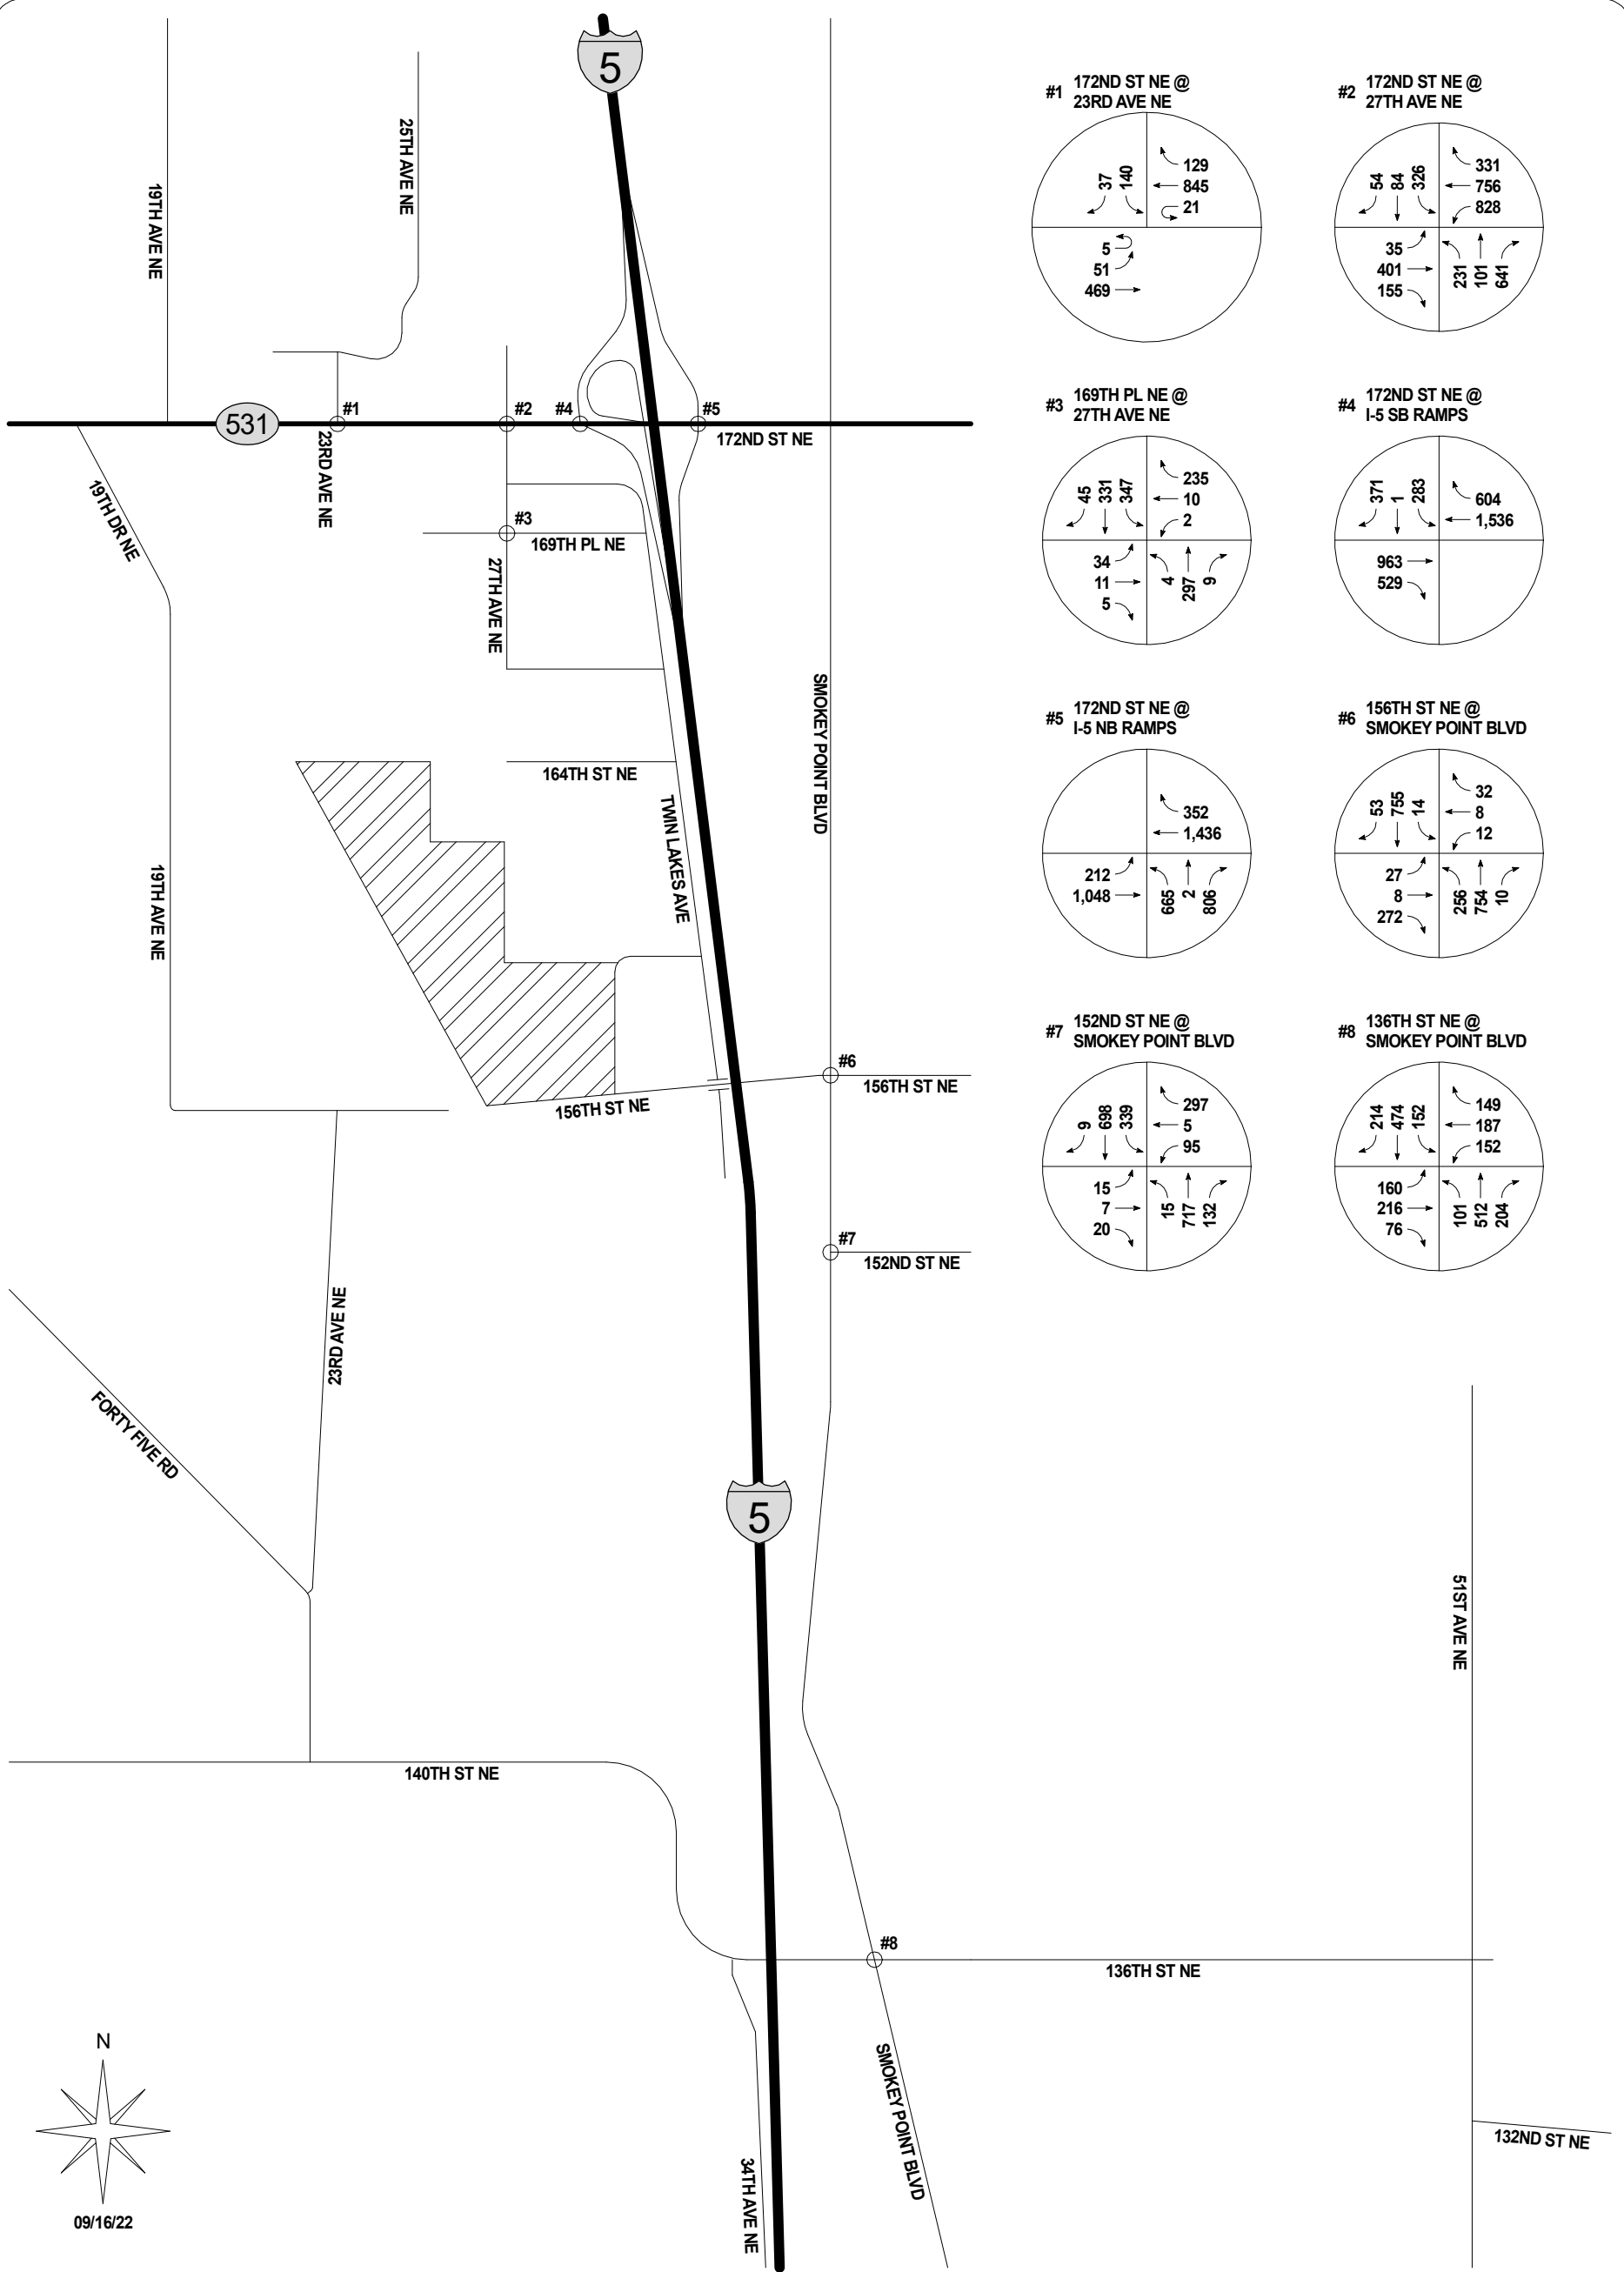 5
25TH AVE NE
19TH AVE NE
531
#1
#2
#4
#5
172ND ST NE
23RD AVE NE
19TH DR NE
#3
169TH PL NE
27TH AVE NE
SMOKEY POINT BLVD
164TH ST NE
TWIN LAKES AVE
19TH AVE NE
#6
156TH ST NE
156TH ST NE
#7
152ND ST NE
23RD AVE NE
FORTY FIVE RD
5
51ST AVE NE
140TH ST NE
#8
136TH ST NE
SMOKEY POINT BLVD
34TH AVE NE
132ND ST NE
N
09/16/22
#1 172ND ST NE @
23RD AVE NE
37 140
129
845
21
5
51
469
#2 172ND ST NE @
27TH AVE NE
54 84 326
331
756
828
35
401
155
231 101 641
#3 169TH PL NE @
27TH AVE NE
45 331 347
235
10
2
34
11
5
4 297 9
#4 172ND ST NE @
I-5 SB RAMPS
371 1 283
604
1,536
963
529
#5 172ND ST NE @
I-5 NB RAMPS
352
1,436
212
1,048
665 2 806
#6 156TH ST NE @
SMOKEY POINT BLVD
53 755 14
32
8
12
27
8
272
256 754 10
#7 152ND ST NE @
SMOKEY POINT BLVD
9 698 339
297
5
95
15
7
20
15 717 132
#8 136TH ST NE @
SMOKEY POINT BLVD
214 474 152
149
187
152
160
216
76
101 512 204